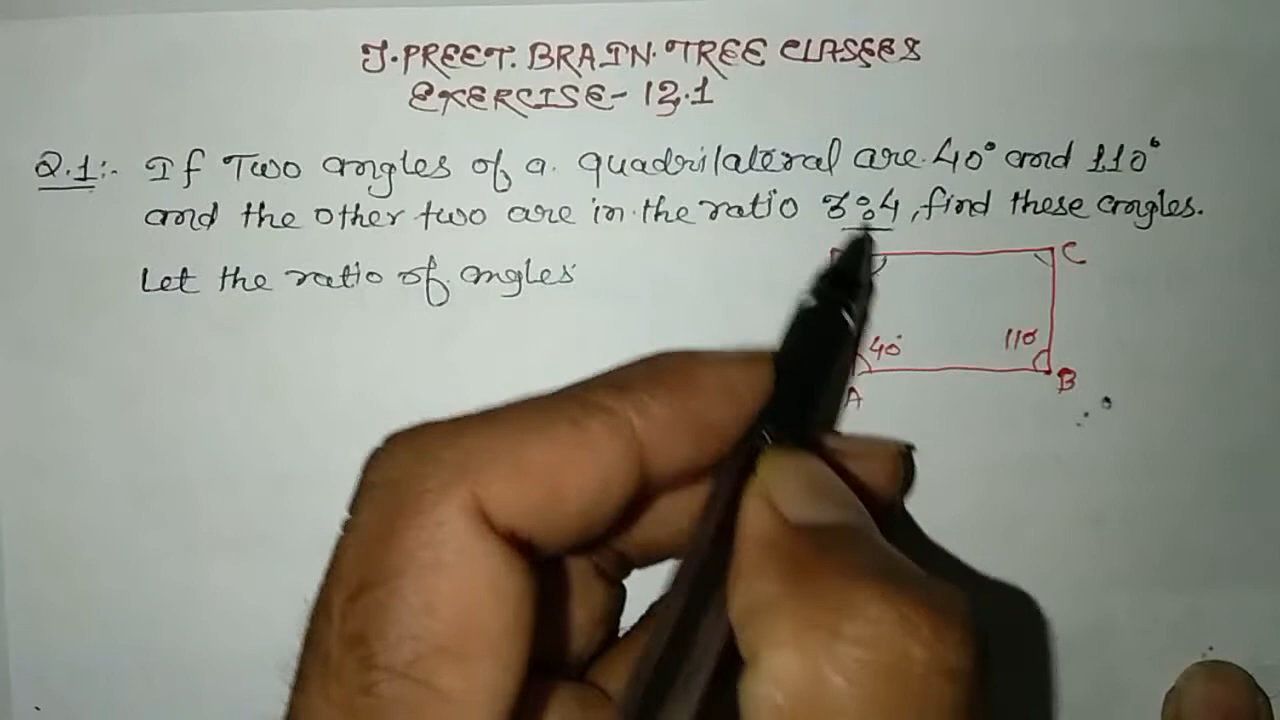 J. PREET. BRAIN. TREE CLASSES
EXERCISE- 12.1
Q.1:- If Two angles of a. quadrilateral are. 40° and 110°
and the other two are in the ratio 3:4, find these angles.
Let the ratio of angles
C
40°
110°
A
B